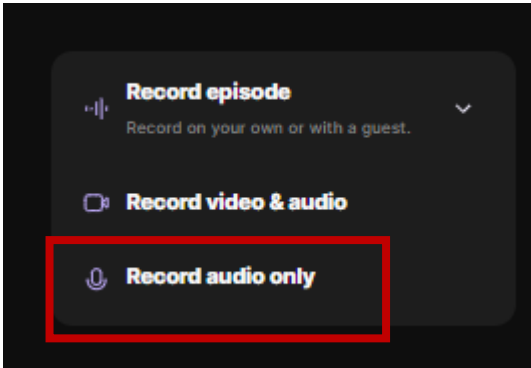 Record episode
Record on your own or with a guest.
Record video & audio
Record audio only